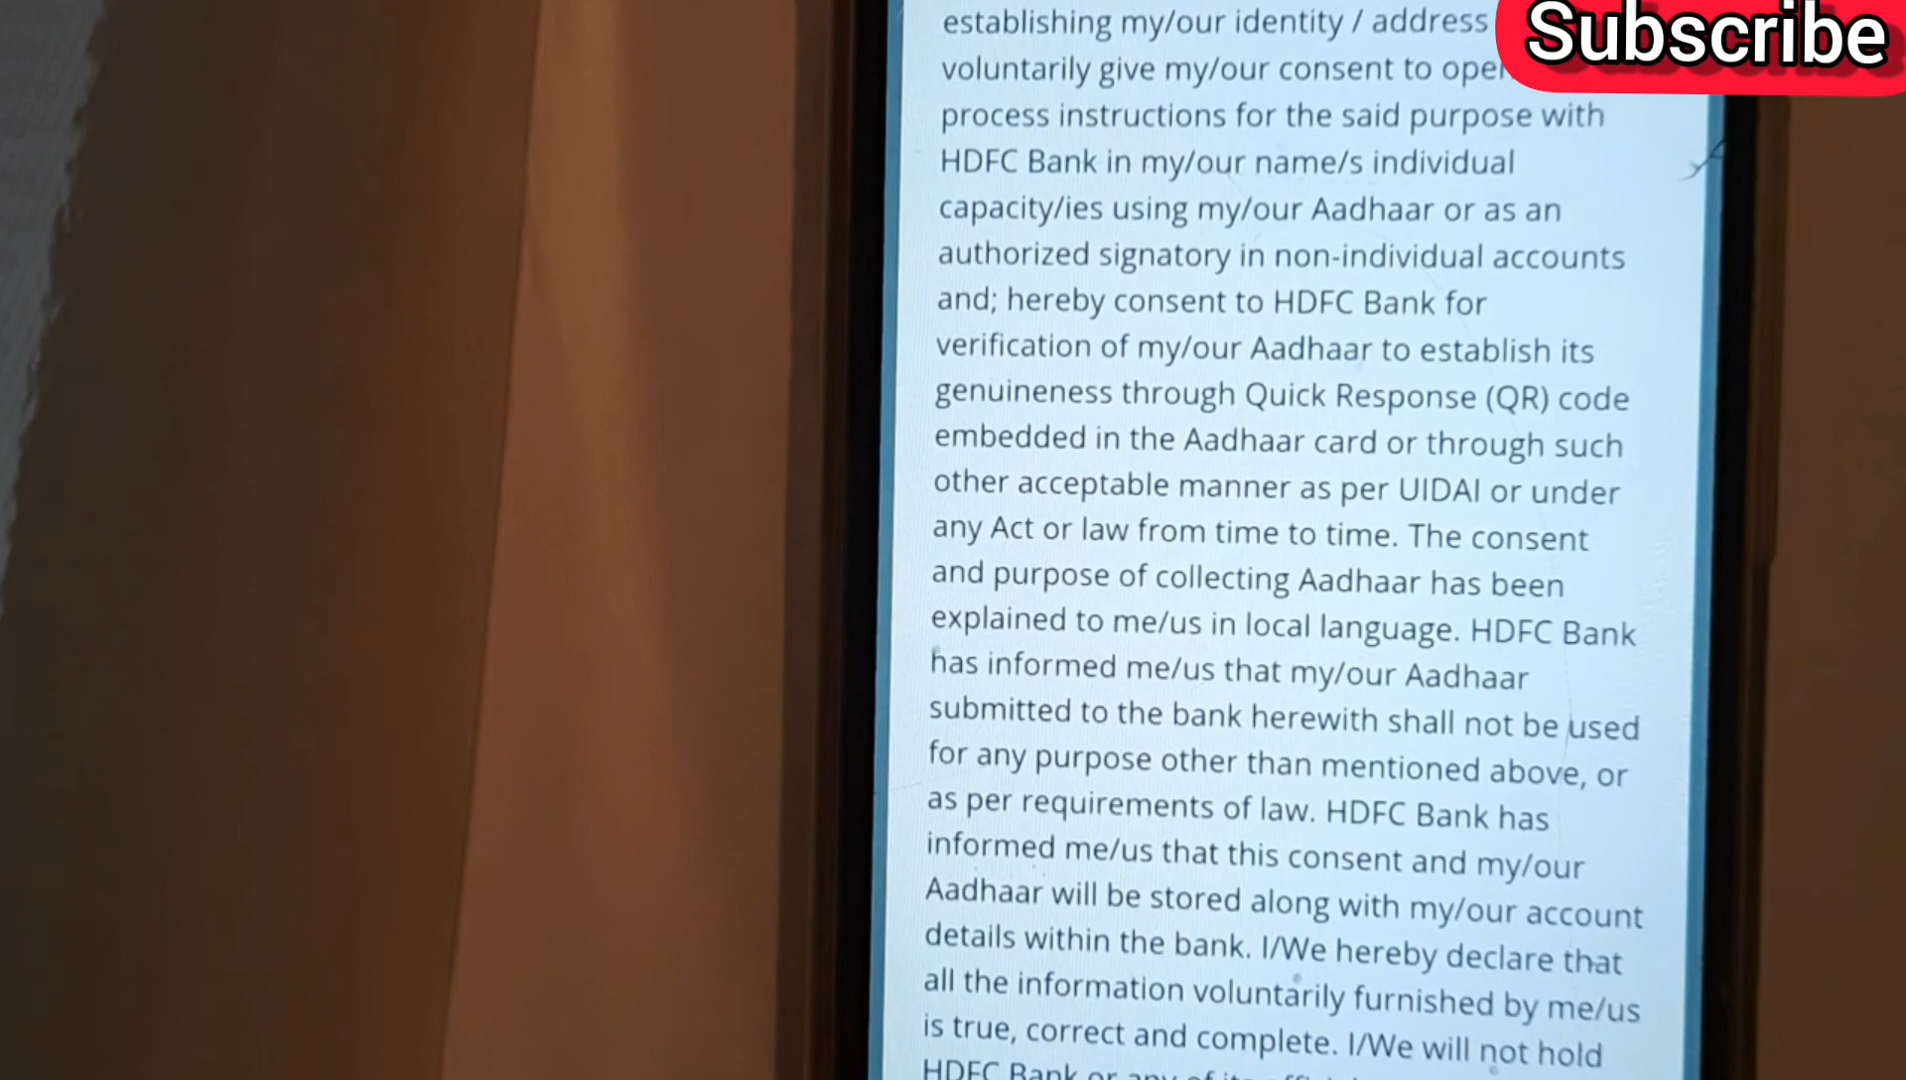 establishing my/our identity / address
Subscribe
voluntarily give my/our consent to open
process instructions for the said purpose with
HDFC Bank in my/our name/s individual
capacity/ies using my/our Aadhaar or as an
authorized signatory in non-individual accounts
and; hereby consent to HDFC Bank for
verification of my/our Aadhaar to establish its
genuineness through Quick Response (QR) code
embedded in the Aadhaar card or through such
other acceptable manner as per UIDAI or under
any Act or law from time to time. The consent
and purpose of collecting Aadhaar has been
explained to me/us in local language. HDFC Bank
has informed me/us that my/our Aadhaar
submitted to the bank herewith shall not be used
for any purpose other than mentioned above, or
as per requirements of law. HDFC Bank has
informed me/us that this consent and my/our
Aadhaar will be stored along with my/our account
details within the bank. I/We hereby declare that
all the information voluntarily furnished by me/us
is true, correct and complete. I/We will not hold
HDFC Bank or any of its